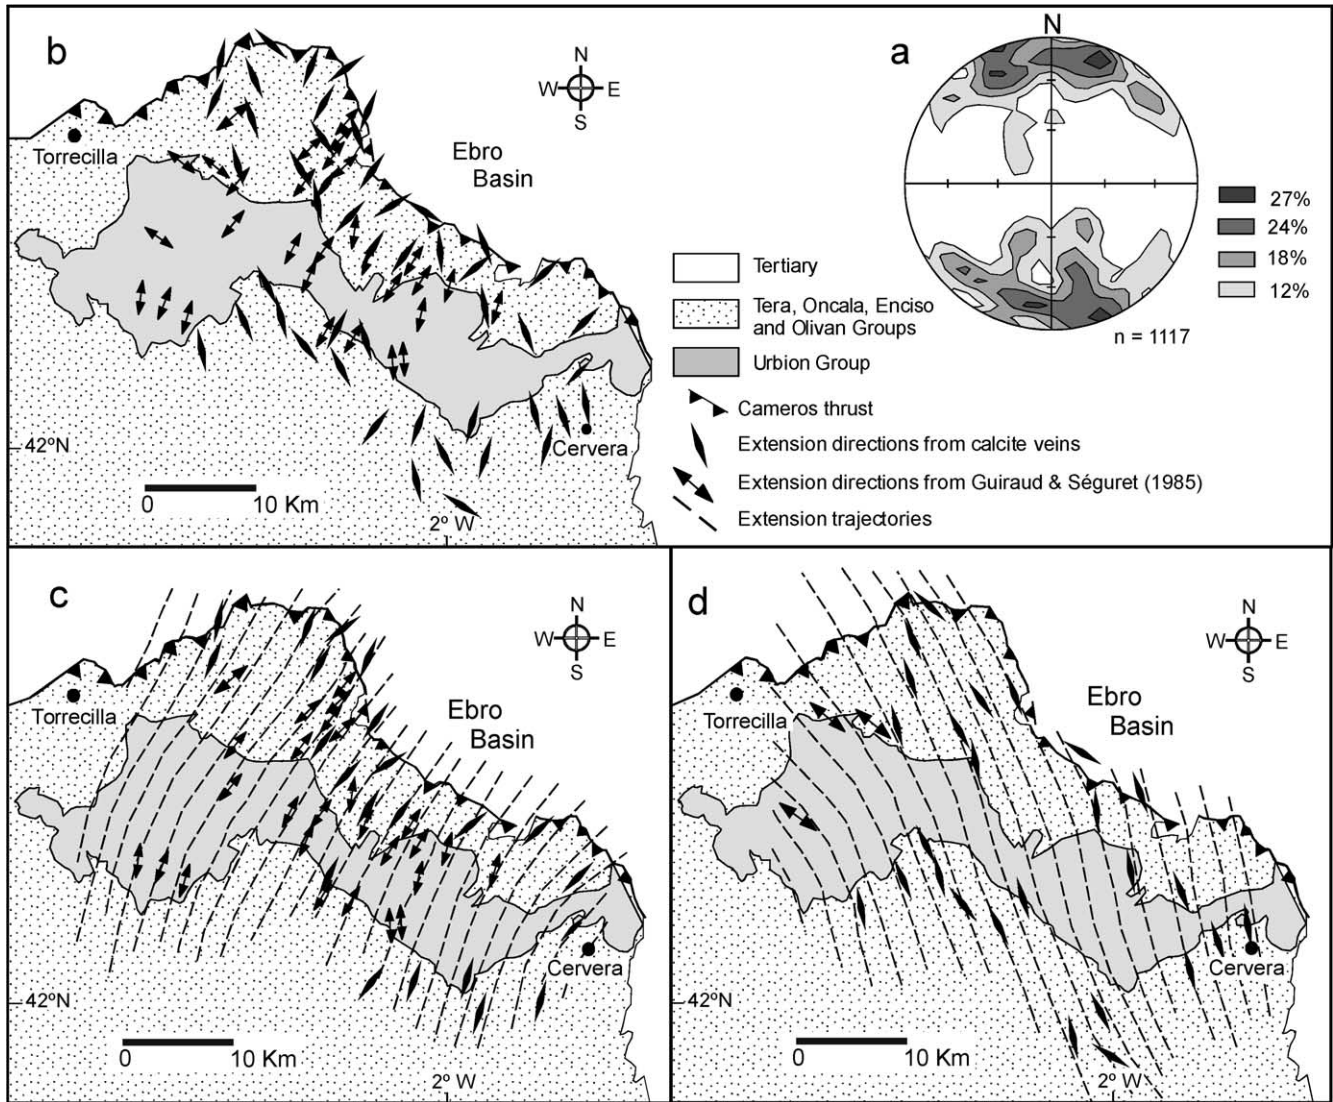 b
N
W E
S
Torrecilla
Ebro
Basin
Cervera
42ºN
0 10 Km
2º W
a
N
27%
24%
18%
12%
n = 1117
Tertiary
Tera, Oncala, Enciso
and Olivan Groups
Urbion Group
Cameros thrust
Extension directions from calcite veins
Extension directions from Guiraud & Séguret (1985)
Extension trajectories
c
N
W E
S
Torrecilla
Ebro
Basin
Cervera
42ºN
0 10 Km
2º W
d
N
W E
S
Torrecilla
Ebro
Basin
Cervera
42ºN
0 10 Km
2º W